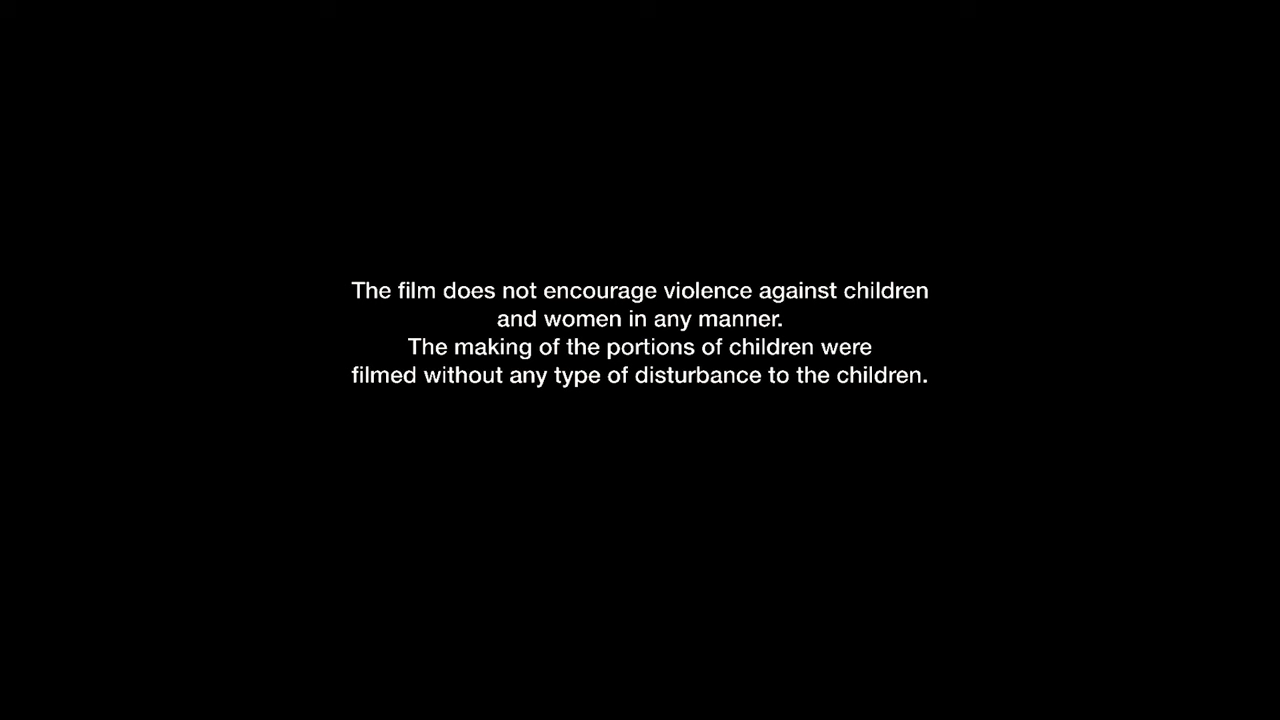 The film does not encourage violence against children
and women in any manner.
The making of the portions of children were
filmed without any type of disturbance to the children.